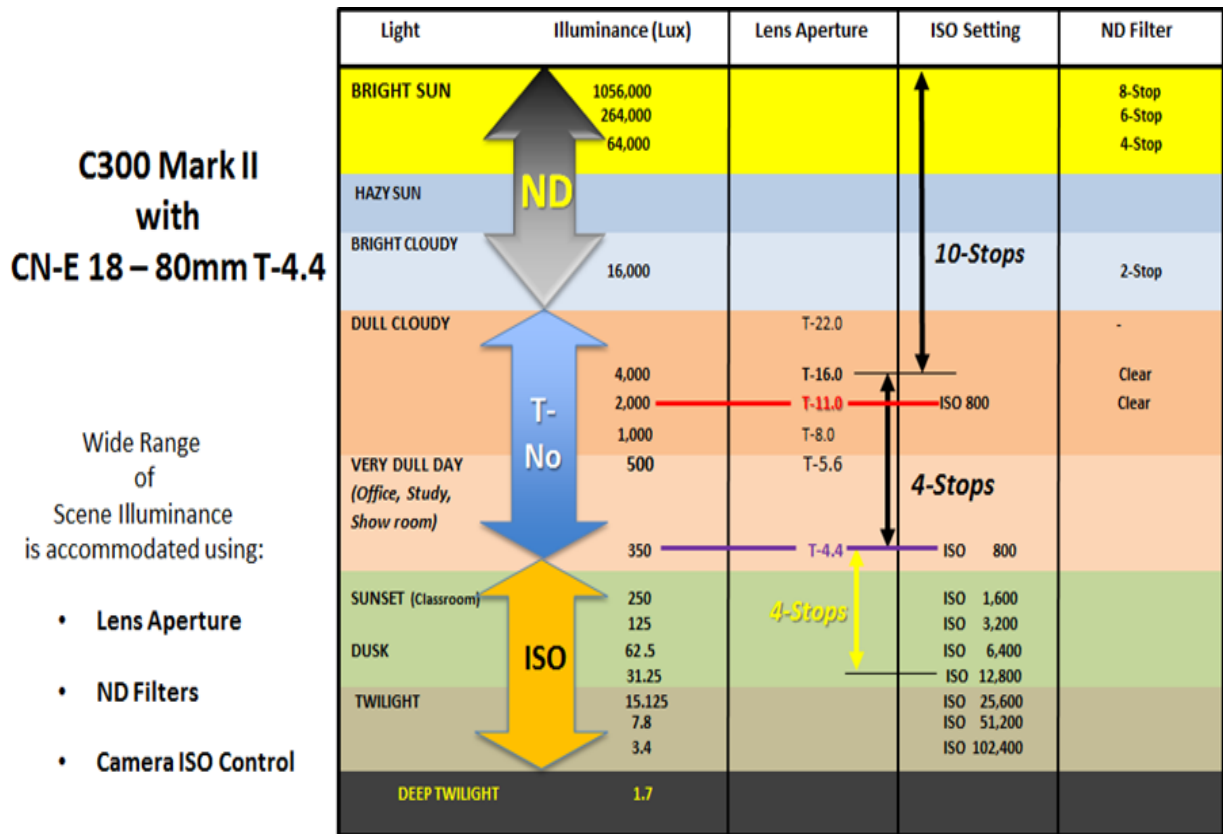 C300 Mark II
with
CN-E 18 – 80mm T-4.4
Wide Range
of
Scene Illuminance
is accommodated using:
• Lens Aperture
• ND Filters
• Camera ISO Control
Light Illuminance (Lux) Lens Aperture ISO Setting ND Filter
BRIGHT SUN 1056,000 8-Stop
264,000 6-Stop
64,000 4-Stop
ND
HAZY SUN
BRIGHT CLOUDY
10-Stops
16,000 2-Stop
DULL CLOUDY T-22.0 -
4,000 T-16.0 Clear
2,000 T-11.0 ISO 800 Clear
T-
No
1,000 T-8.0
VERY DULL DAY 500 T-5.6
(Office, Study,
Show room)
4-Stops
350 T-4.4 ISO 800
SUNSET (Classroom) 250 ISO 1,600
4-Stops
125 ISO 3,200
DUSK 62.5 ISO 6,400
ISO
31.25 ISO 12,800
TWILIGHT 15.125 ISO 25,600
7.8 ISO 51,200
3.4 ISO 102,400
DEEP TWILIGHT 1.7